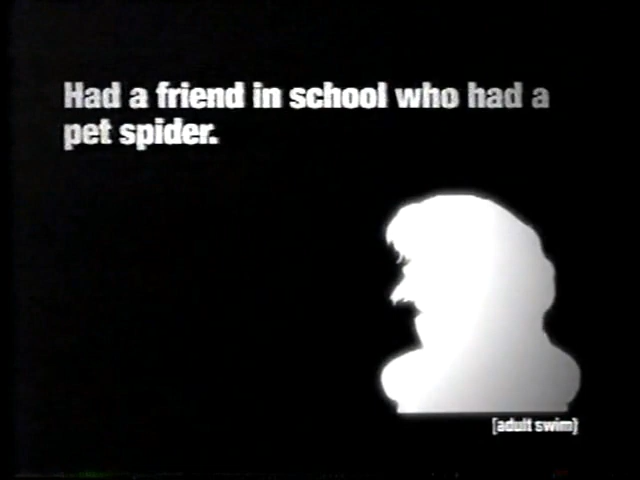 Had a friend in school who had a
pet spider.
[adult swim]